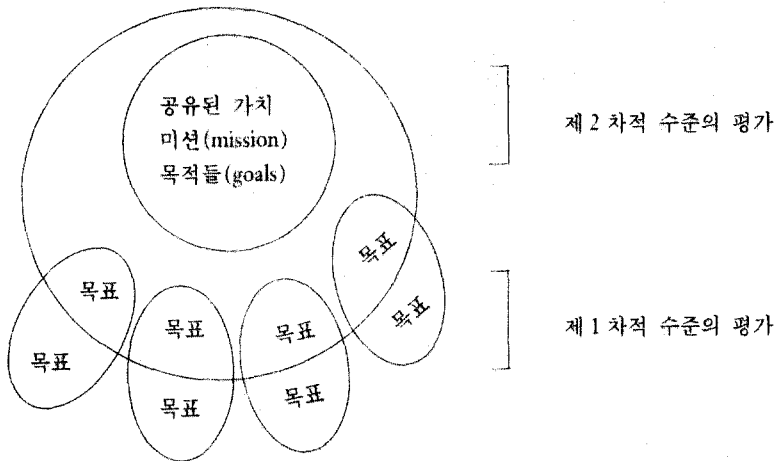 공유된 가치
미션(mission)
목적들(goals)
제 2 차적 수준의 평가
목표
목표
목표
목표
목표
목표
목표
목표
제 1 차적 수준의 평가